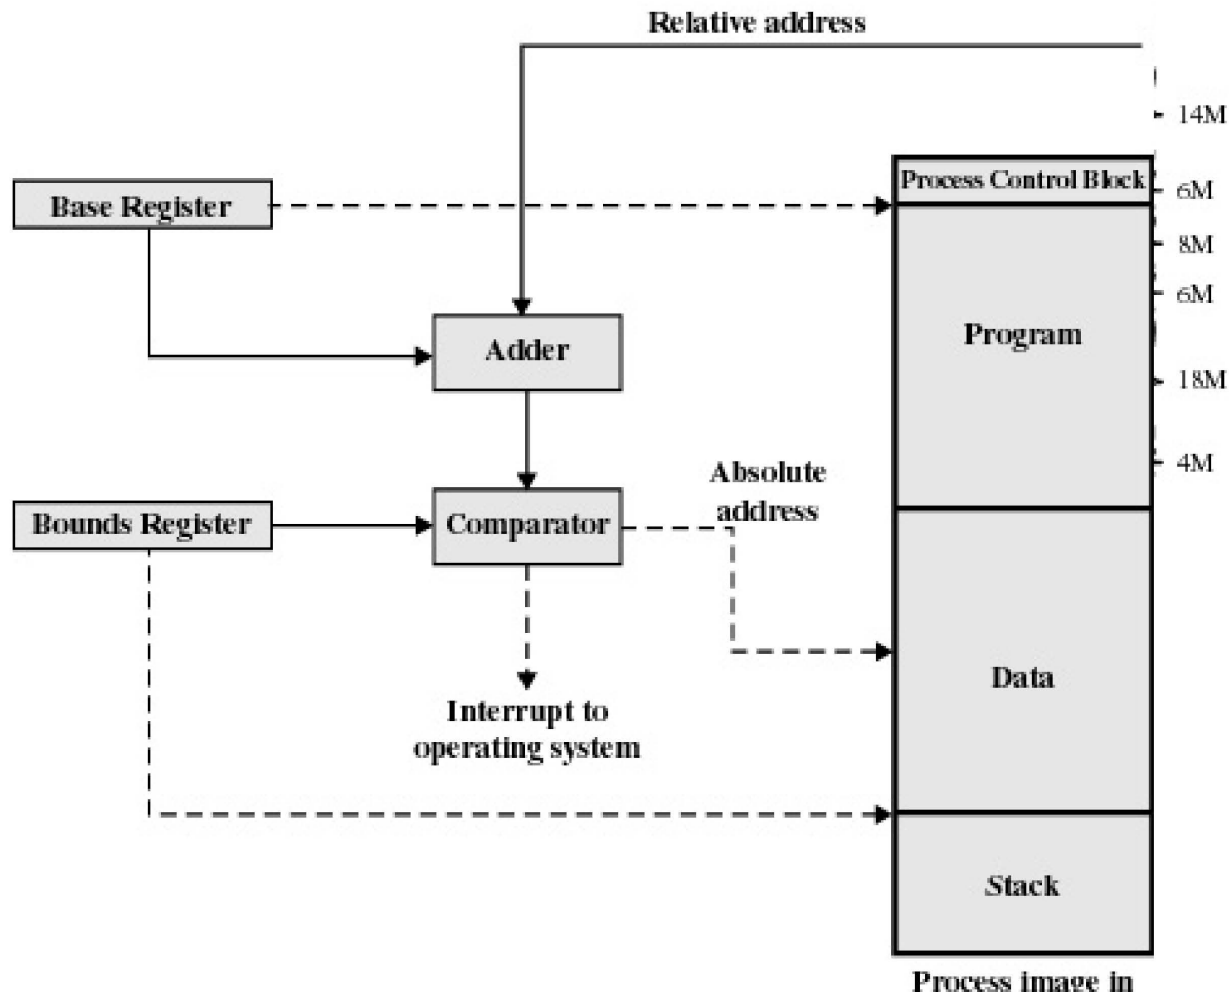 Relative address
14M
Process Control Block
6M
Base Register
8M
6M
Program
Adder
18M
4M
Absolute
address
Bounds Register
Comparator
Data
Interrupt to
operating system
Stack
Process image in